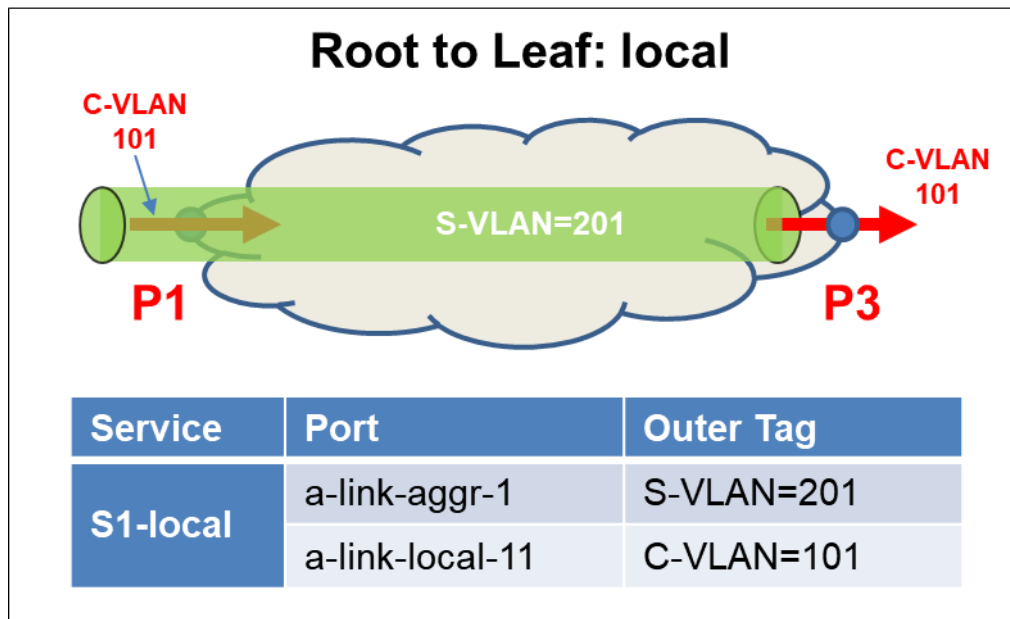 Root to Leaf: local
C-VLAN
101
C-VLAN
101
S-VLAN=201
P1
P3
Service Port Outer Tag
S1-local
a-link-aggr-1 S-VLAN=201
a-link-local-11 C-VLAN=101